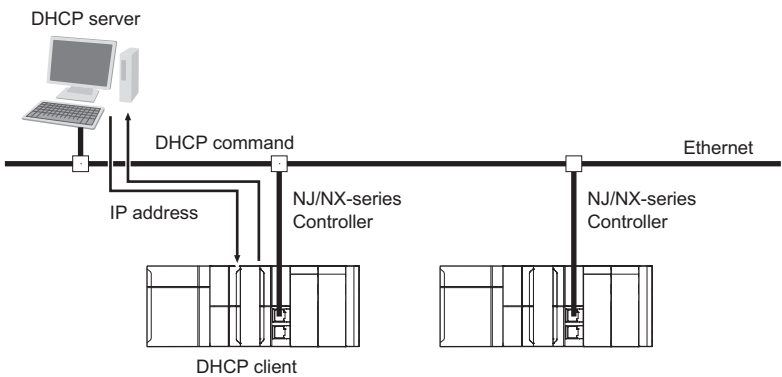 DHCP server
DHCP command
Ethernet
IP address
NJ/NX-series
Controller
NJ/NX-series
Controller
DHCP client